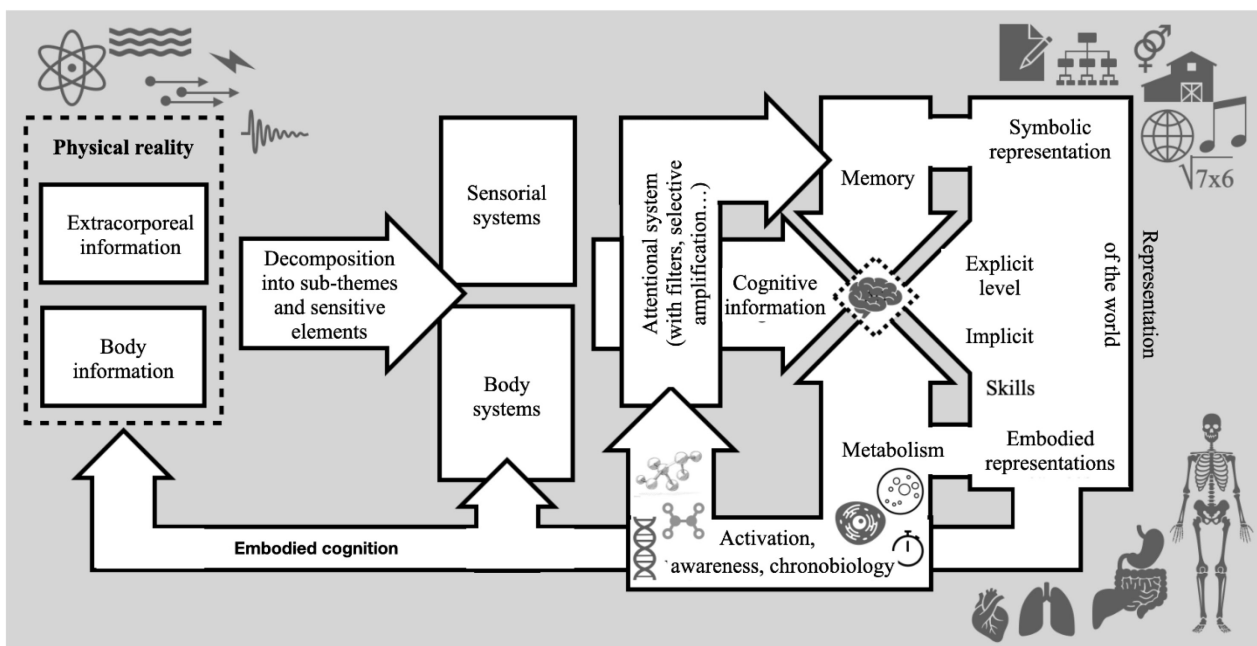 Physical reality
Extracorporeal
information
Body
information
Decomposition
into sub-themes
and sensitive
elements
Sensorial
systems
Body
systems
Attentional system
(with filters, selective
amplification…)
Cognitive
information
Memory
Symbolic
representation
√7x6
Explicit
level
Implicit
Skills
Embodied
representations
Representation
of the world
Metabolism
Activation,
awareness, chronobiology
Embodied cognition